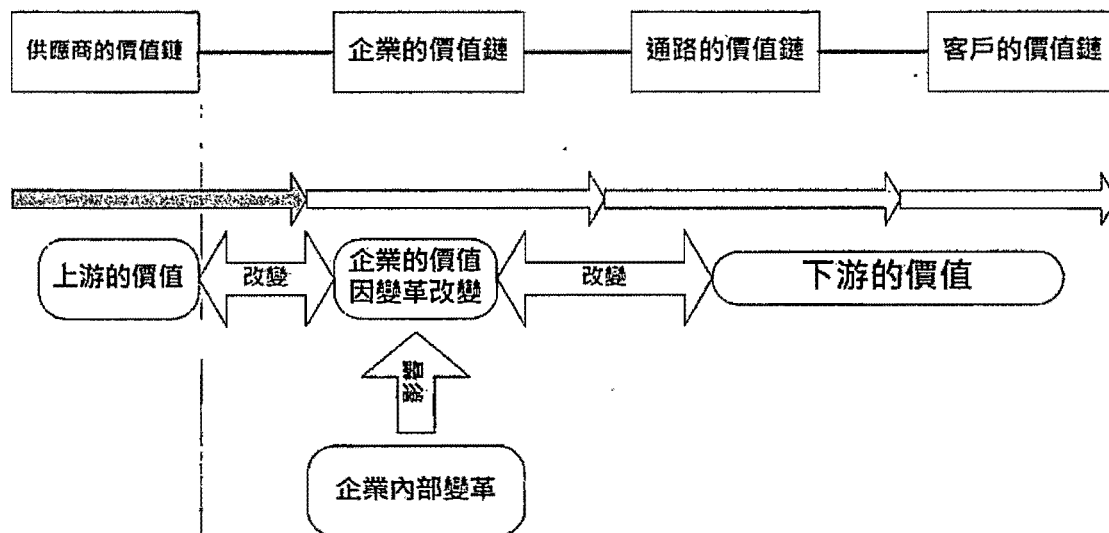 供應商的價值鏈
企業的價值鏈
通路的價值鏈
客戶的價值鏈
上游的價值
改變
企業的價值
因變革改變
改變
下游的價值
影響
企業內部變革